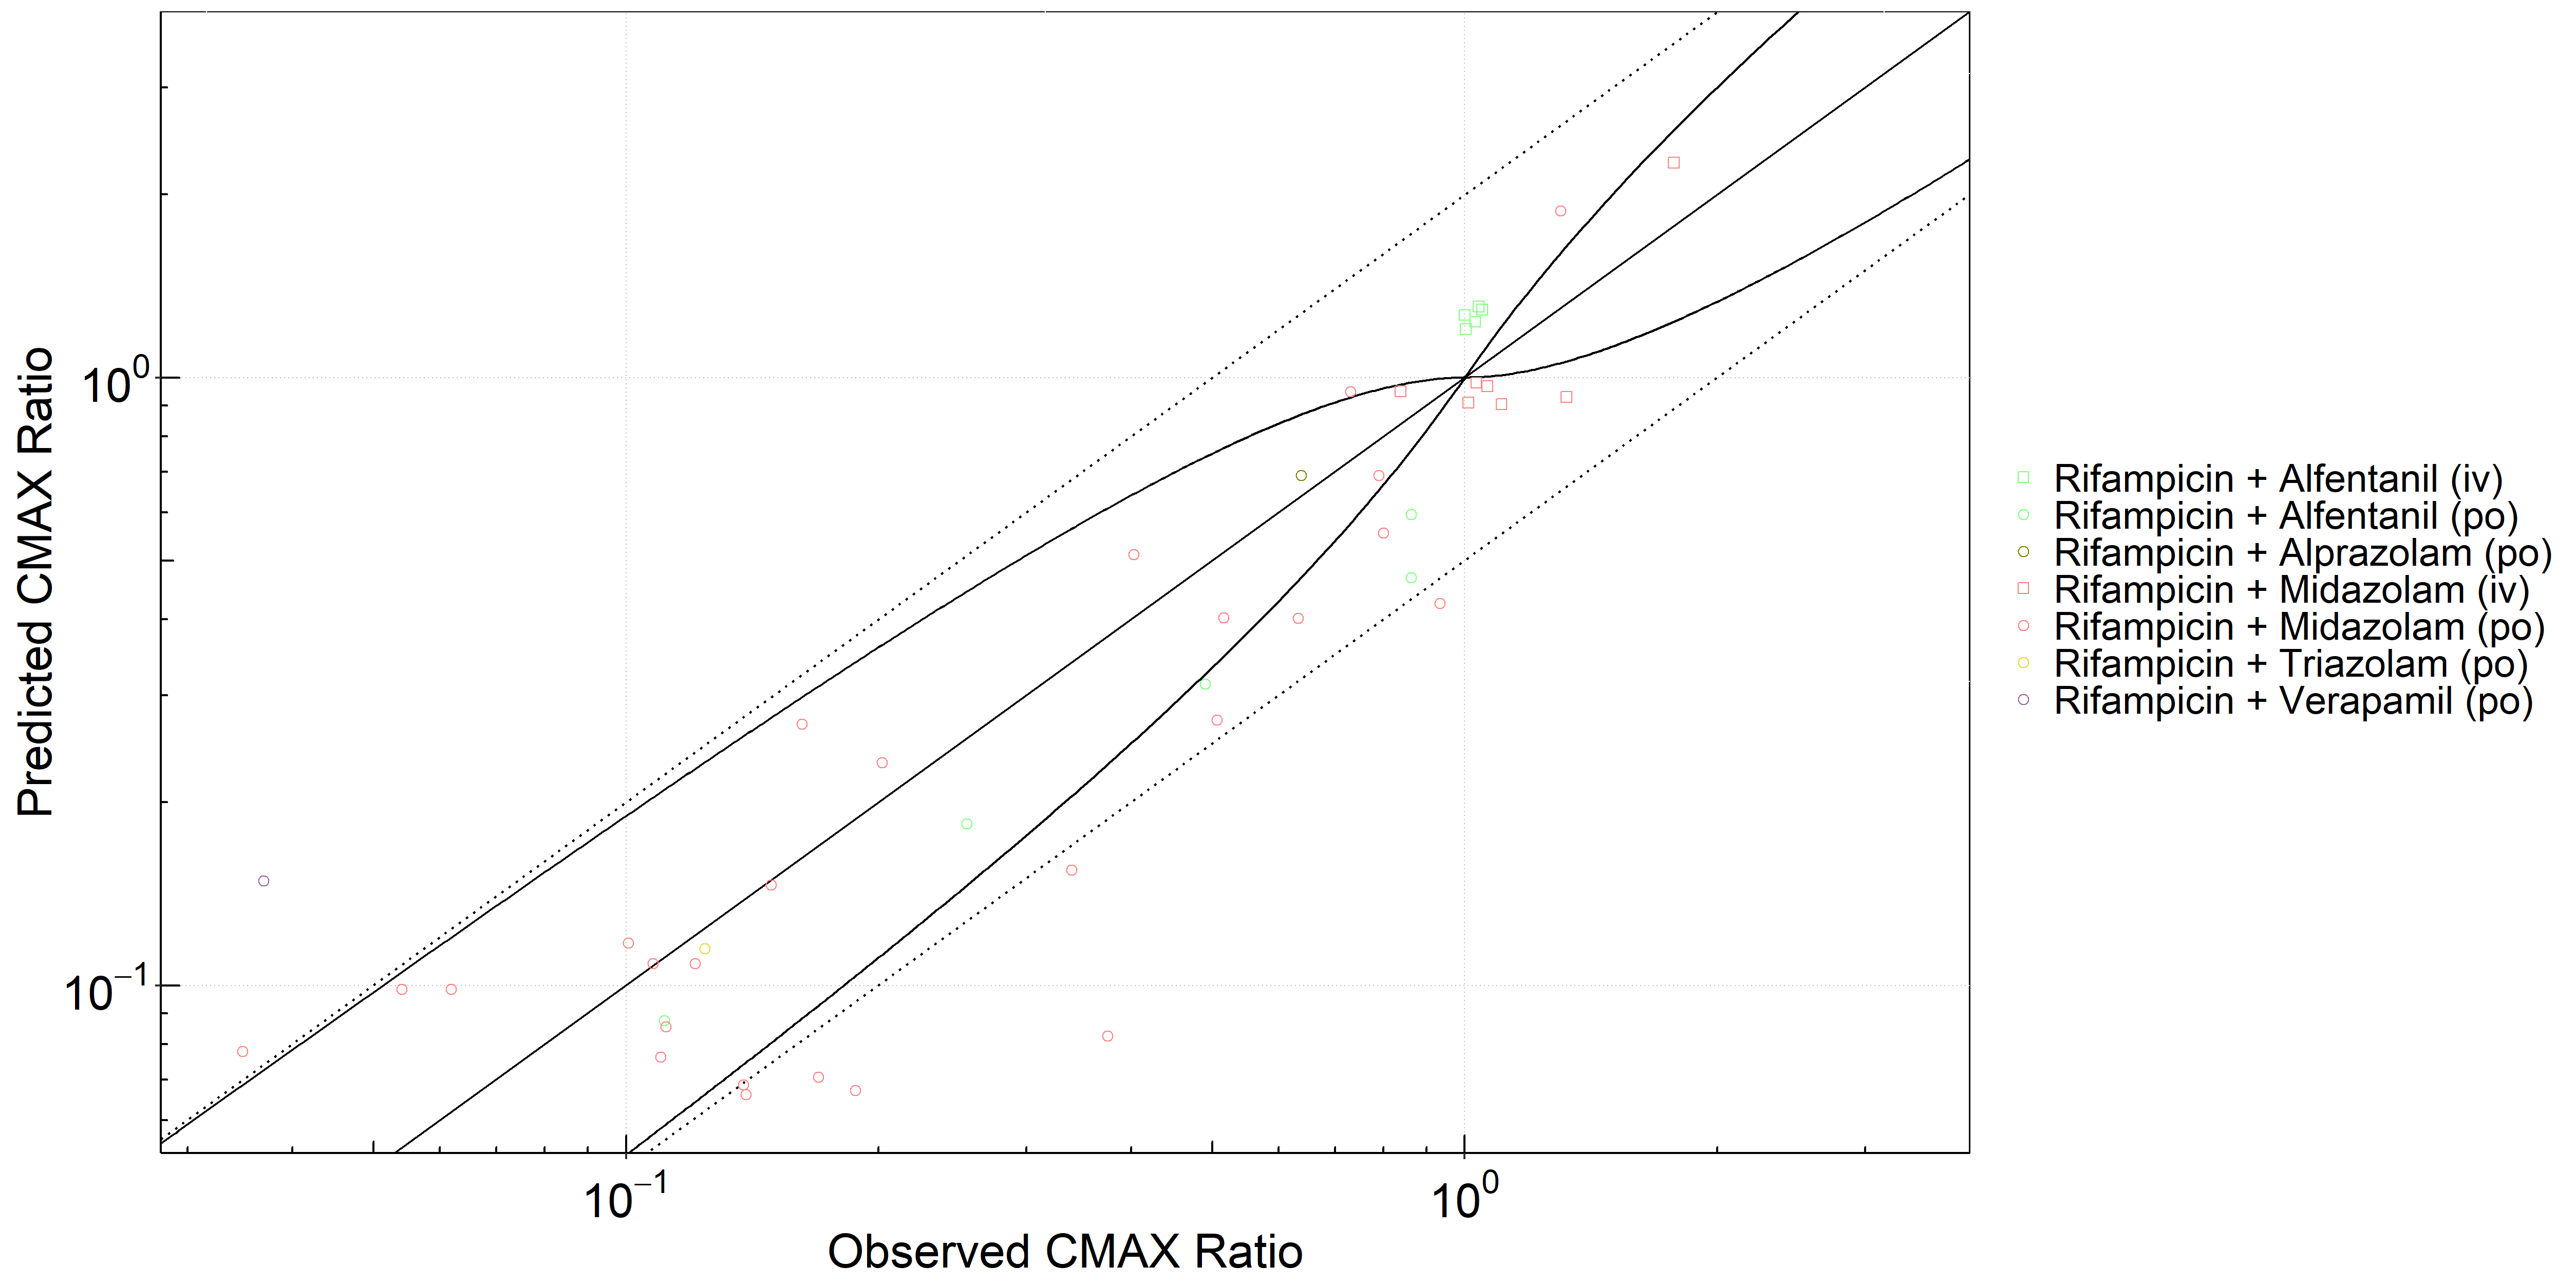 Predicted CMAX Ratio
10⁰
10⁻¹
10⁻¹
10⁰
Observed CMAX Ratio
Rifampicin + Alfentanil (iv)
Rifampicin + Alfentanil (po)
Rifampicin + Alprazolam (po)
Rifampicin + Midazolam (iv)
Rifampicin + Midazolam (po)
Rifampicin + Triazolam (po)
Rifampicin + Verapamil (po)